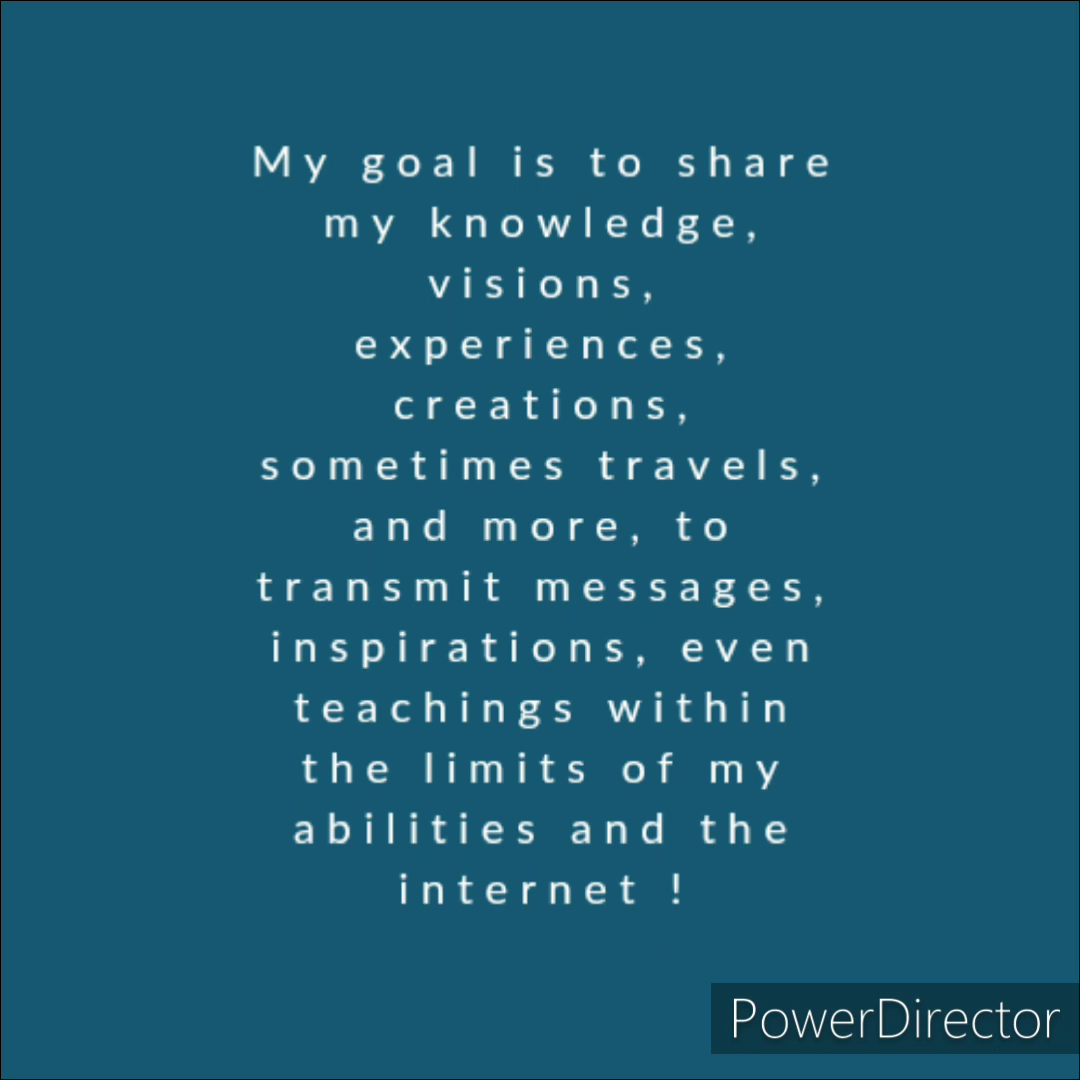 My goal is to share
my knowledge,
visions,
experiences,
creations,
sometimes travels,
and more, to
transmit messages,
inspirations, even
teachings within
the limits of my
abilities and the
internet !
PowerDirector